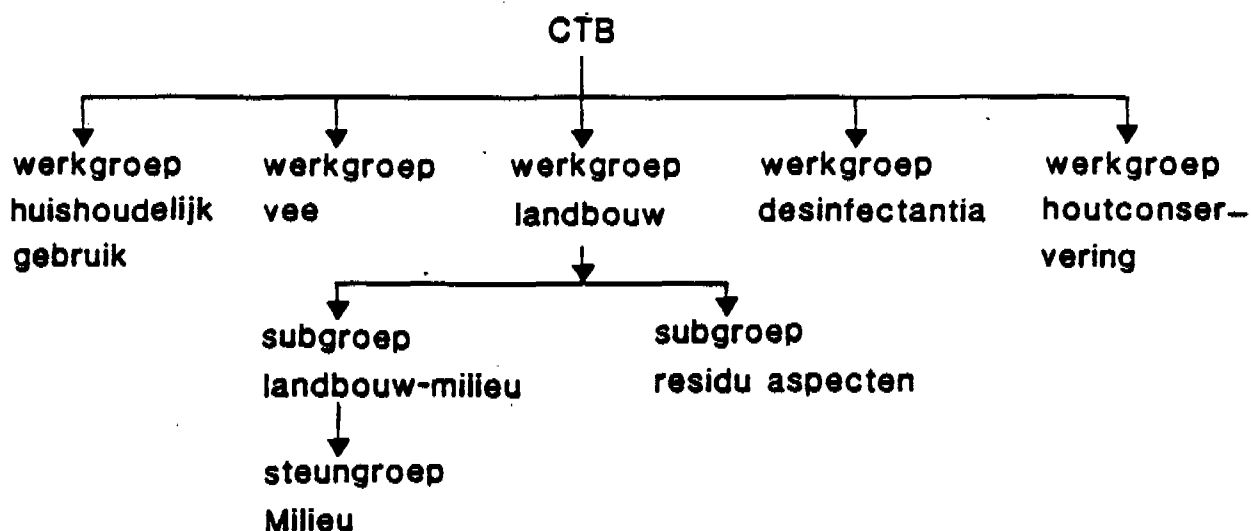 CTB
werkgroep
huishoudelijk
gebruik
werkgroep
vee
werkgroep
landbouw
werkgroep
desinfectantia
werkgroep
houtconser-
vering
subgroep
landbouw-milieu
subgroep
residu aspecten
steungroep
Milieu